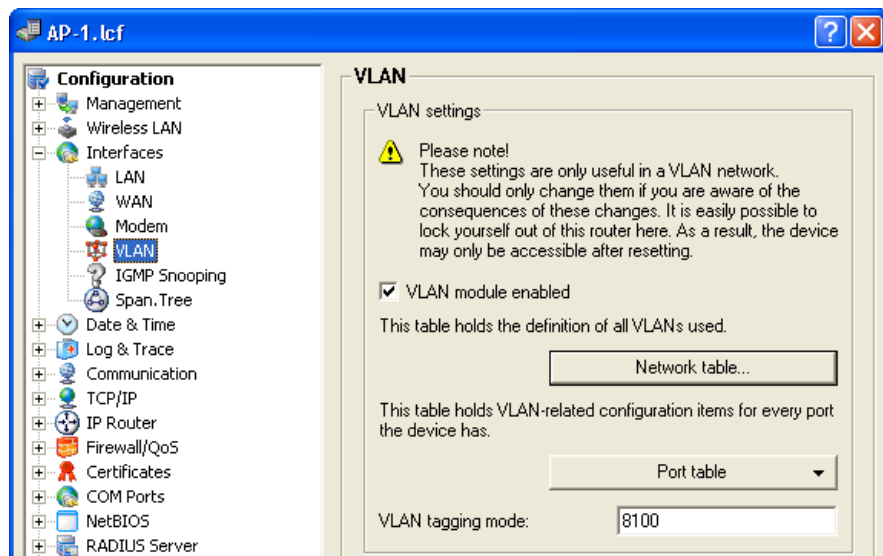 AP-1.lcf
Configuration
Management
Wireless LAN
Interfaces
LAN
WAN
Modem
VLAN
IGMP Snooping
Span.Tree
Date & Time
Log & Trace
Communication
TCP/IP
IP Router
Firewall/QoS
Certificates
COM Ports
NetBIOS
RADIUS Server
VLAN
VLAN settings
Please note!
These settings are only useful in a VLAN network.
You should only change them if you are aware of the
consequences of these changes. It is easily possible to
lock yourself out of this router here. As a result, the device
may only be accessible after resetting.
VLAN module enabled
This table holds the definition of all VLANs used.
Network table...
This table holds VLAN-related configuration items for every port
the device has.
Port table
VLAN tagging mode: 8100